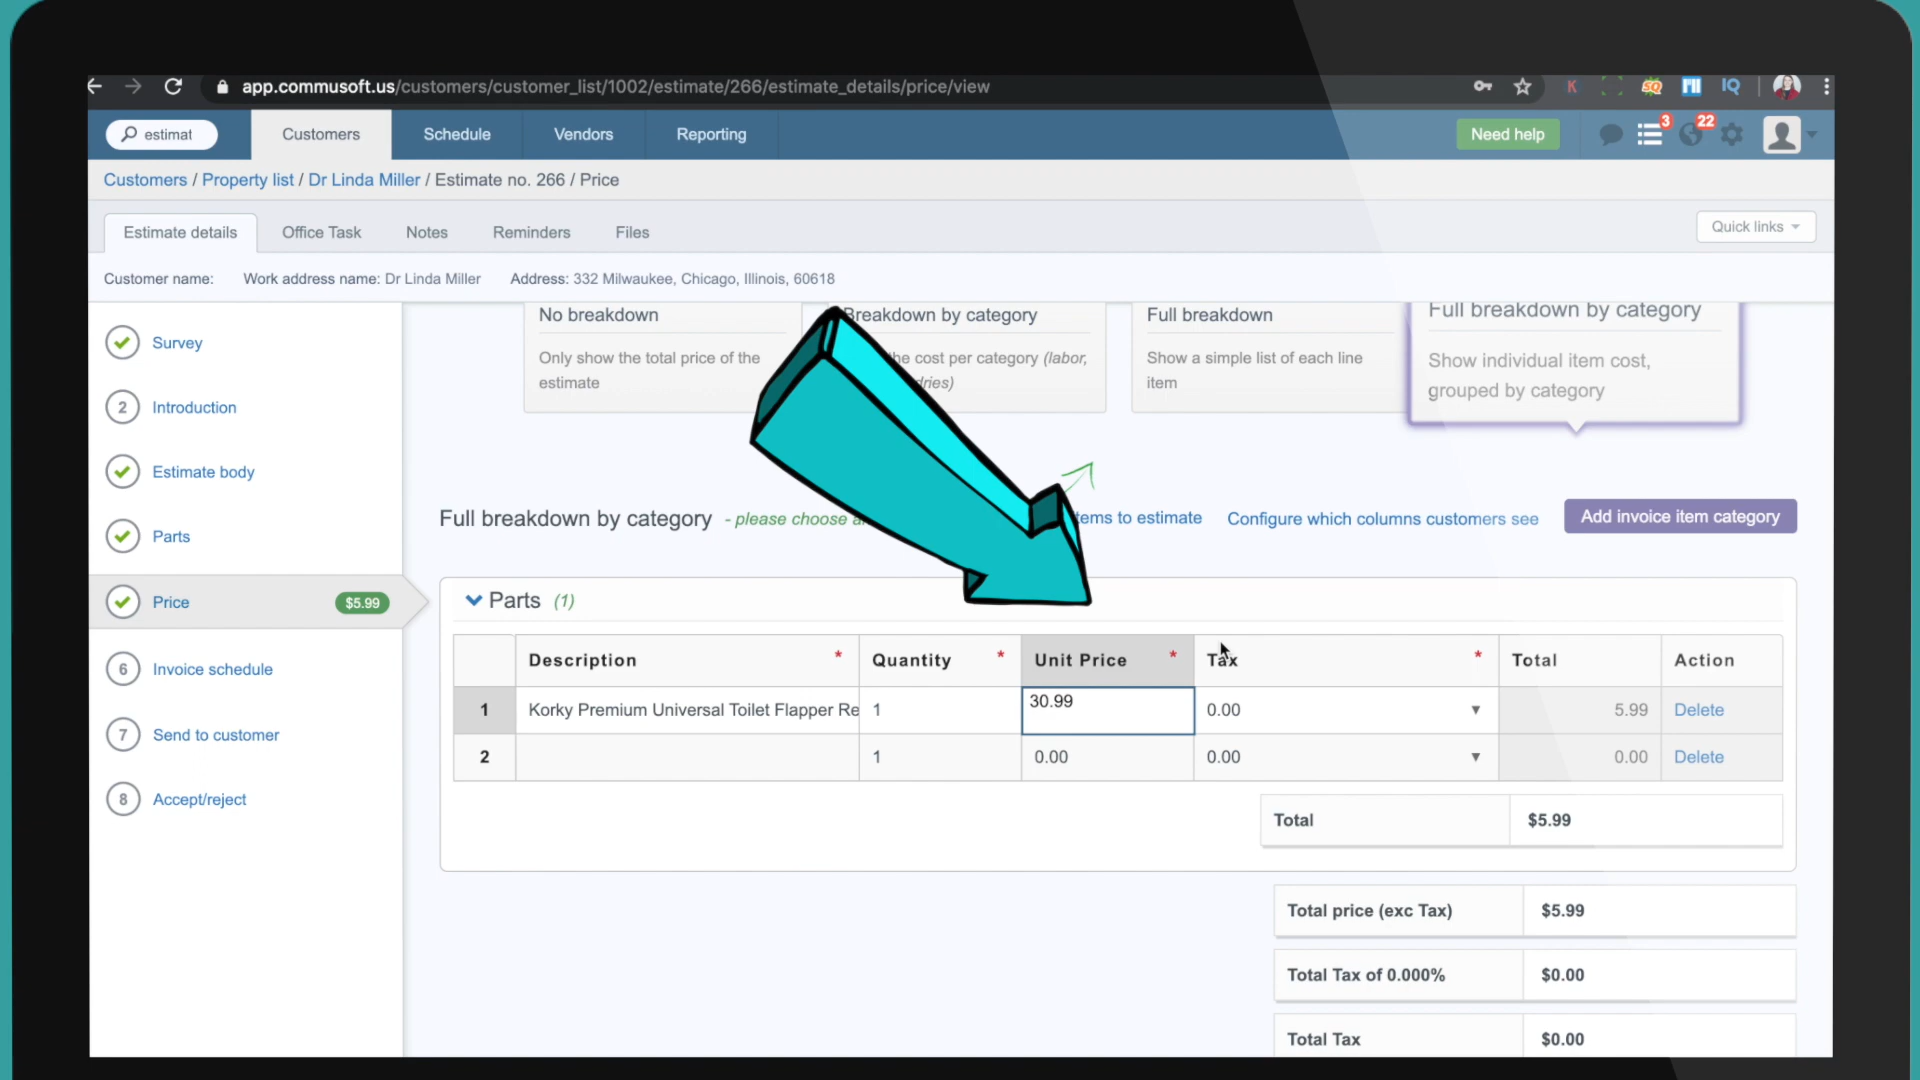 app.commusoft.us/customers/customer_list/1002/estimate/266/estimate_details/price/view
K SQ IQ
estimat Customers Schedule Vendors Reporting Need help 3 22
Customers / Property list / Dr Linda Miller / Estimate no. 266 / Price
Estimate details Office Task Notes Reminders Files Quick links
Customer name: Work address name: Dr Linda Miller Address: 332 Milwaukee, Chicago, Illinois, 60618
Survey
2 Introduction
Estimate body
Parts
Price $5.99
6 Invoice schedule
7 Send to customer
8 Accept/reject
No breakdown
Only show the total price of the
estimate
Breakdown by category
the cost per category (labor,
Full breakdown
Show a simple list of each line
item
Full breakdown by category
Show individual item cost,
grouped by category
Full breakdown by category - please choose
to estimate Configure which columns customers see Add invoice item category
Parts (1)
Description * Quantity * Unit Price * Tax * Total Action
1 Korky Premium Universal Toilet Flapper Re 1 30.99 0.00 5.99 Delete
2 1 0.00 0.00 0.00 Delete
Total $5.99
Total price (exc Tax) $5.99
Total Tax of 0.000% $0.00
Total Tax $0.00